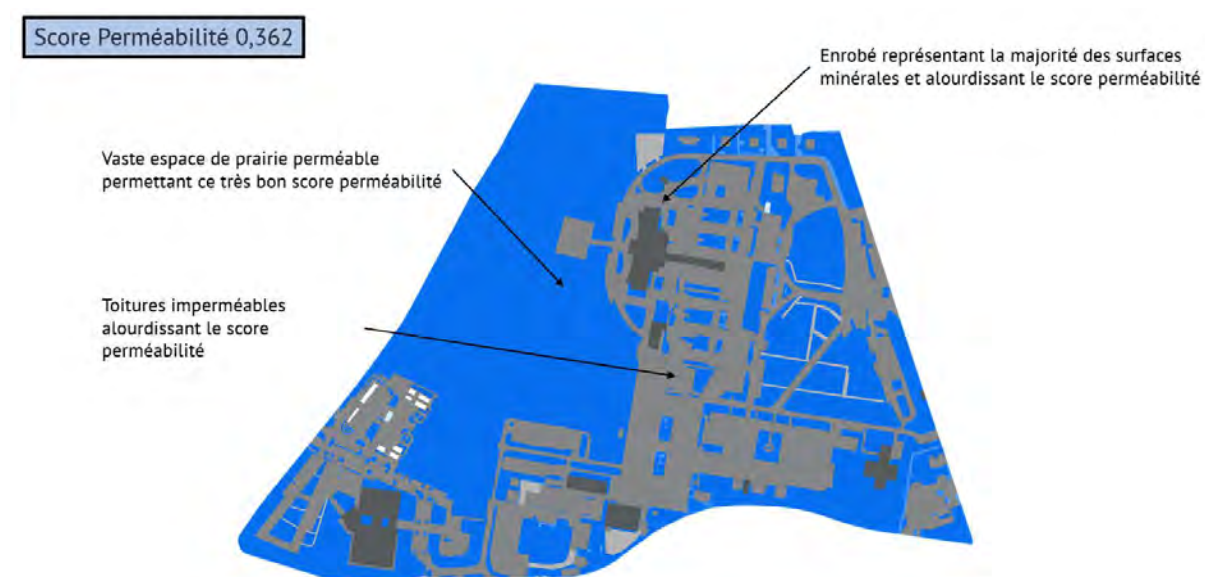 Score Perméabilité 0,362
Enrobé représentant la majorité des surfaces
minérales et alourdissant le score perméabilité
Vaste espace de prairie perméable
permettant ce très bon score perméabilité
Toitures imperméables
alourdissant le score
perméabilité